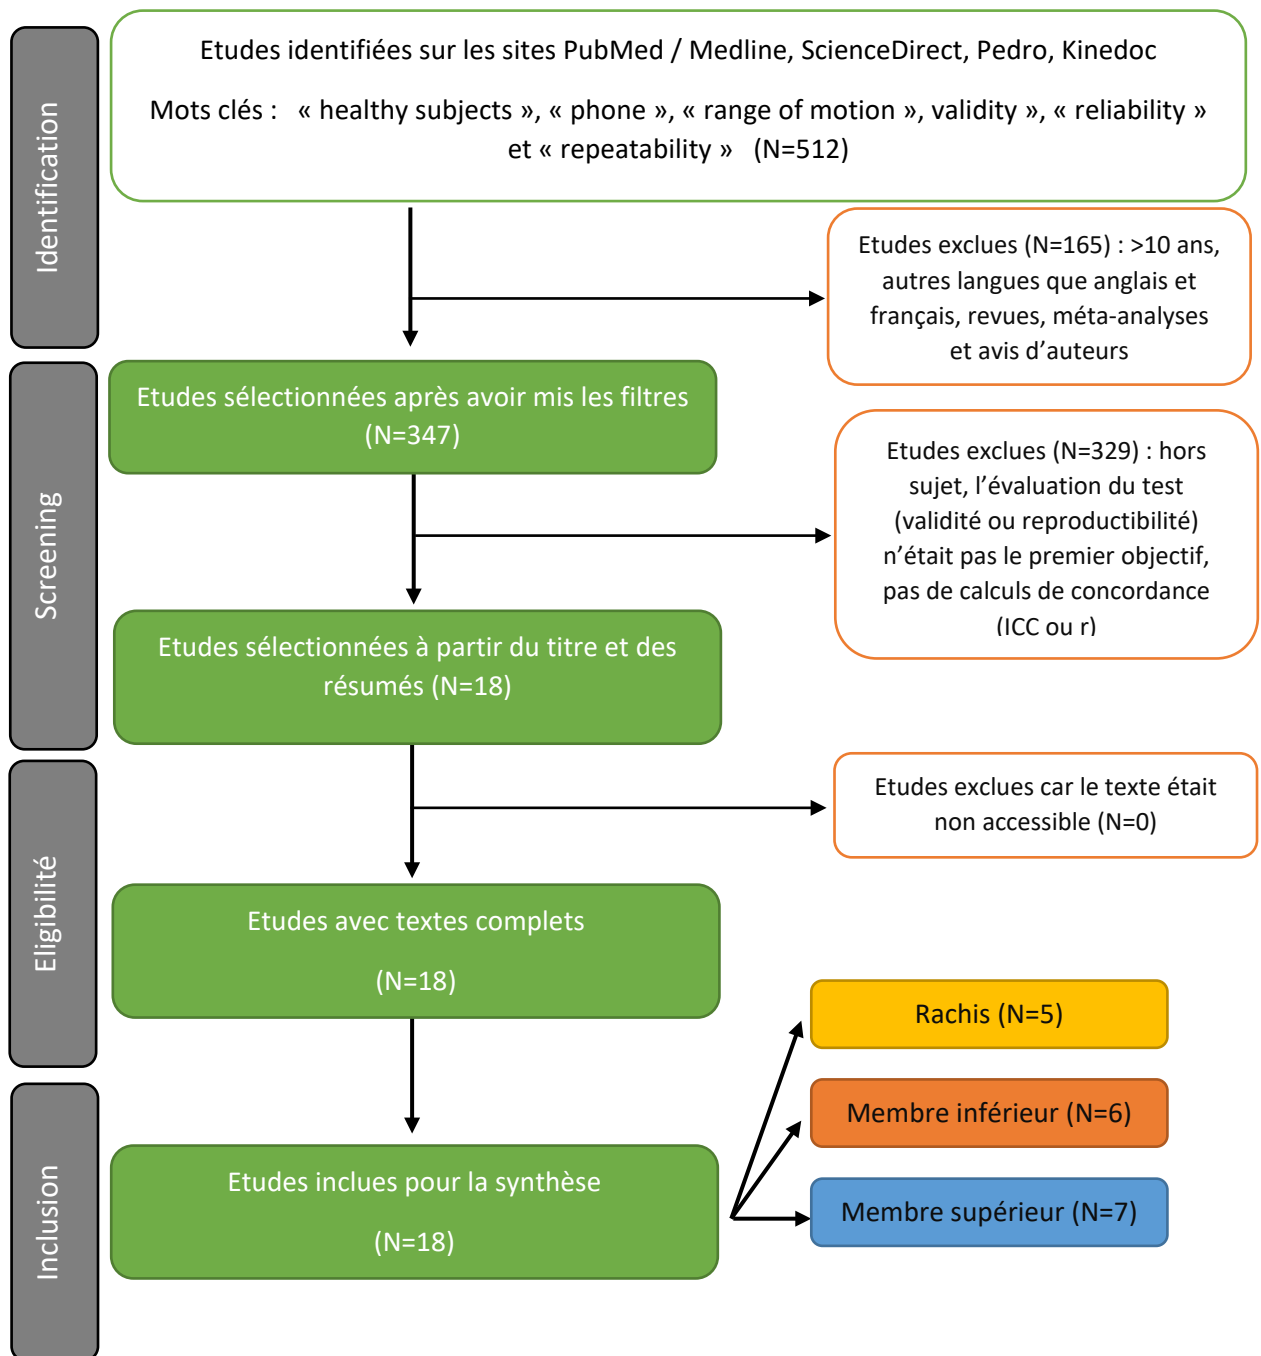 Identification
Etudes identifiées sur les sites PubMed / Medline, ScienceDirect, Pedro, Kinedoc
Mots clés : « healthy subjects », « phone », « range of motion », validity », « reliability »
et « repeatability » (N=512)
Etudes exclues (N=165) : >10 ans,
autres langues que anglais et
français, revues, méta-analyses
et avis d’auteurs
Screening
Etudes sélectionnées après avoir mis les filtres
(N=347)
Etudes exclues (N=329) : hors
sujet, l’évaluation du test
(validité ou reproductibilité)
n’était pas le premier objectif,
pas de calculs de concordance
(ICC ou r)
Etudes sélectionnées à partir du titre et des
résumés (N=18)
Eligibilité
Etudes exclues car le texte était
non accessible (N=0)
Etudes avec textes complets
(N=18)
Inclusion
Etudes inclues pour la synthèse
(N=18)
Rachis (N=5)
Membre inférieur (N=6)
Membre supérieur (N=7)